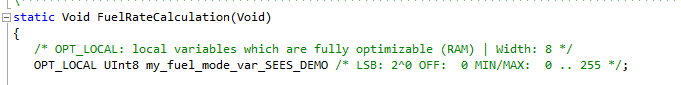 static Void FuelRateCalculation(Void)
{
/* OPT_LOCAL: local variables which are fully optimizable (RAM) | Width: 8 */
OPT_LOCAL UInt8 my_fuel_mode_var_SEES_DEMO /* LSB: 2^0 OFF:  0 MIN/MAX:  0 .. 255 */;